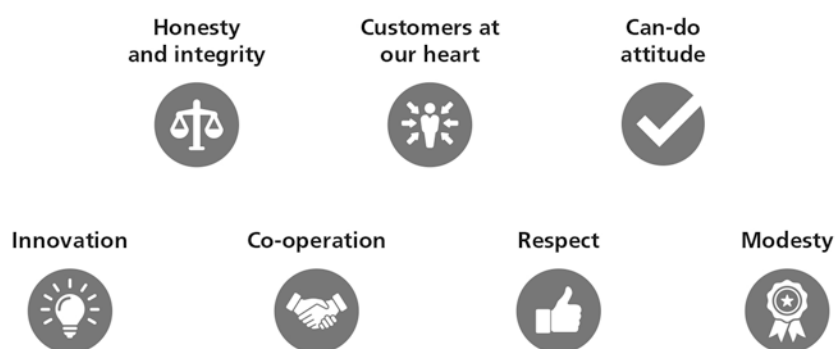 Honesty
and integrity
Customers at
our heart
Can-do
attitude
Innovation
Co-operation
Respect
Modesty